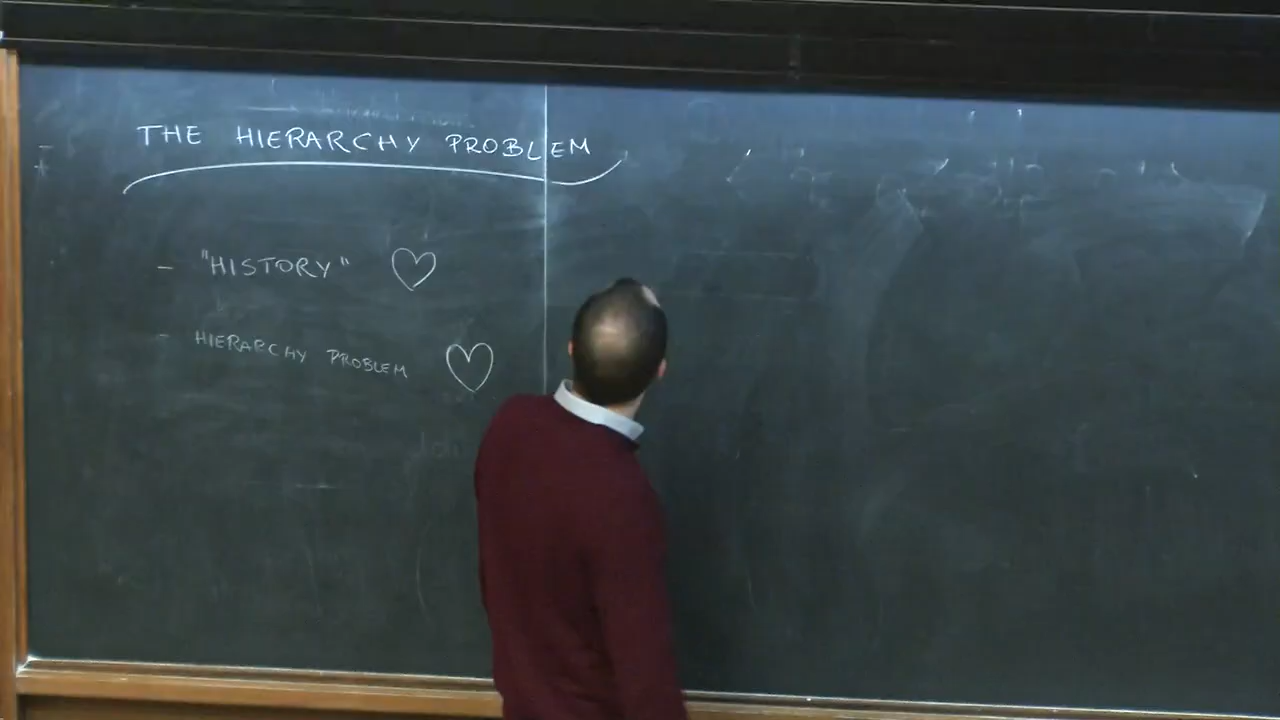 THE HIERARCHY PROBLEM
- "HISTORY" ♡
- HIERARCHY PROBLEM ♡